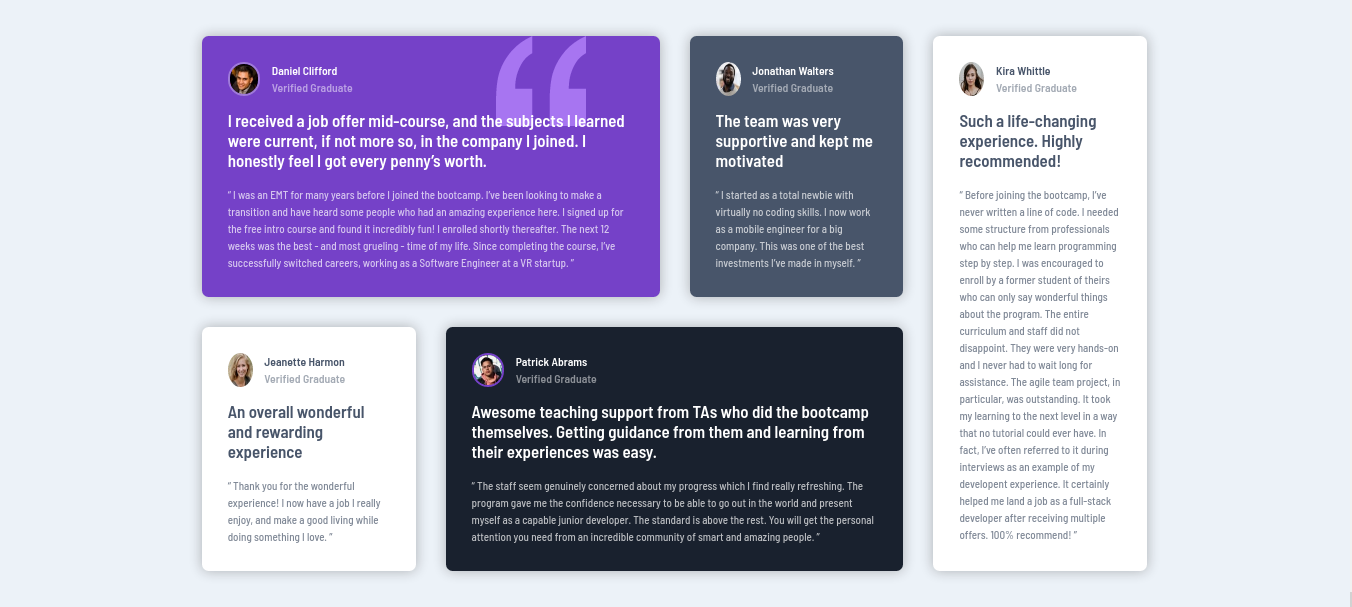 Daniel Clifford
Verified Graduate
I received a job offer mid-course, and the subjects I learned
were current, if not more so, in the company I joined. I
honestly feel I got every penny’s worth.
“ I was an EMT for many years before I joined the bootcamp. I’ve been looking to make a
transition and have heard some people who had an amazing experience here. I signed up for
the free intro course and found it incredibly fun! I enrolled shortly thereafter. The next 12
weeks was the best - and most grueling - time of my life. Since completing the course, I’ve
successfully switched careers, working as a Software Engineer at a VR startup. ”
Jonathan Walters
Verified Graduate
The team was very
supportive and kept me
motivated
“ I started as a total newbie with
virtually no coding skills. I now work
as a mobile engineer for a big
company. This was one of the best
investments I’ve made in myself. ”
Kira Whittle
Verified Graduate
Such a life-changing
experience. Highly
recommended!
“ Before joining the bootcamp, I’ve
never written a line of code. I needed
some structure from professionals
who can help me learn programming
step by step. I was encouraged to
enroll by a former student of theirs
who can only say wonderful things
about the program. The entire
curriculum and staff did not
disappoint. They were very hands-on
and I never had to wait long for
assistance. The agile team project, in
particular, was outstanding. It took
my learning to the next level in a way
that no tutorial could ever have. In
fact, I’ve often referred to it during
interviews as an example of my
developent experience. It certainly
helped me land a job as a full-stack
developer after receiving multiple
offers. 100% recommend! ”
Jeanette Harmon
Verified Graduate
An overall wonderful
and rewarding
experience
“ Thank you for the wonderful
experience! I now have a job I really
enjoy, and make a good living while
doing something I love. ”
Patrick Abrams
Verified Graduate
Awesome teaching support from TAs who did the bootcamp
themselves. Getting guidance from them and learning from
their experiences was easy.
“ The staff seem genuinely concerned about my progress which I find really refreshing. The
program gave me the confidence necessary to be able to go out in the world and present
myself as a capable junior developer. The standard is above the rest. You will get the personal
attention you need from an incredible community of smart and amazing people. ”